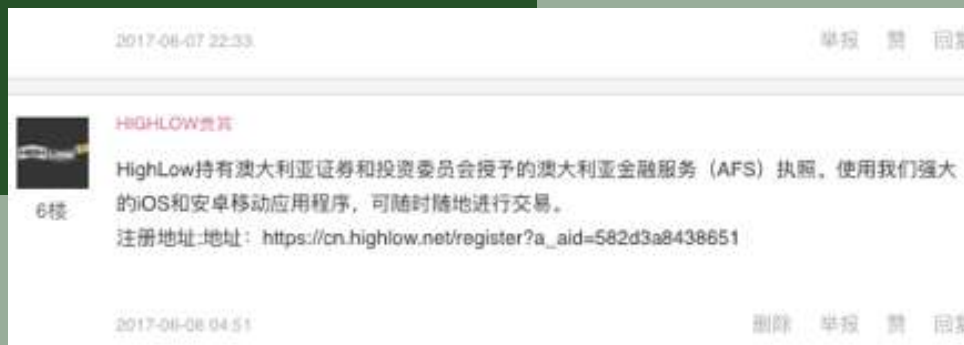 2017-06-07 22:33
举报 赞 回复
HIGHLOW贵宾
HighLow持有澳大利亚证券和投资委员会授予的澳大利亚金融服务（AFS）执照。使用我们强大
的iOS和安卓移动应用程序，可随时随地进行交易。
6楼
注册地址:地址：https://cn.highlow.net/register?a_aid=582d3a8438651
2017-06-08 04:51
删除 举报 赞 回复